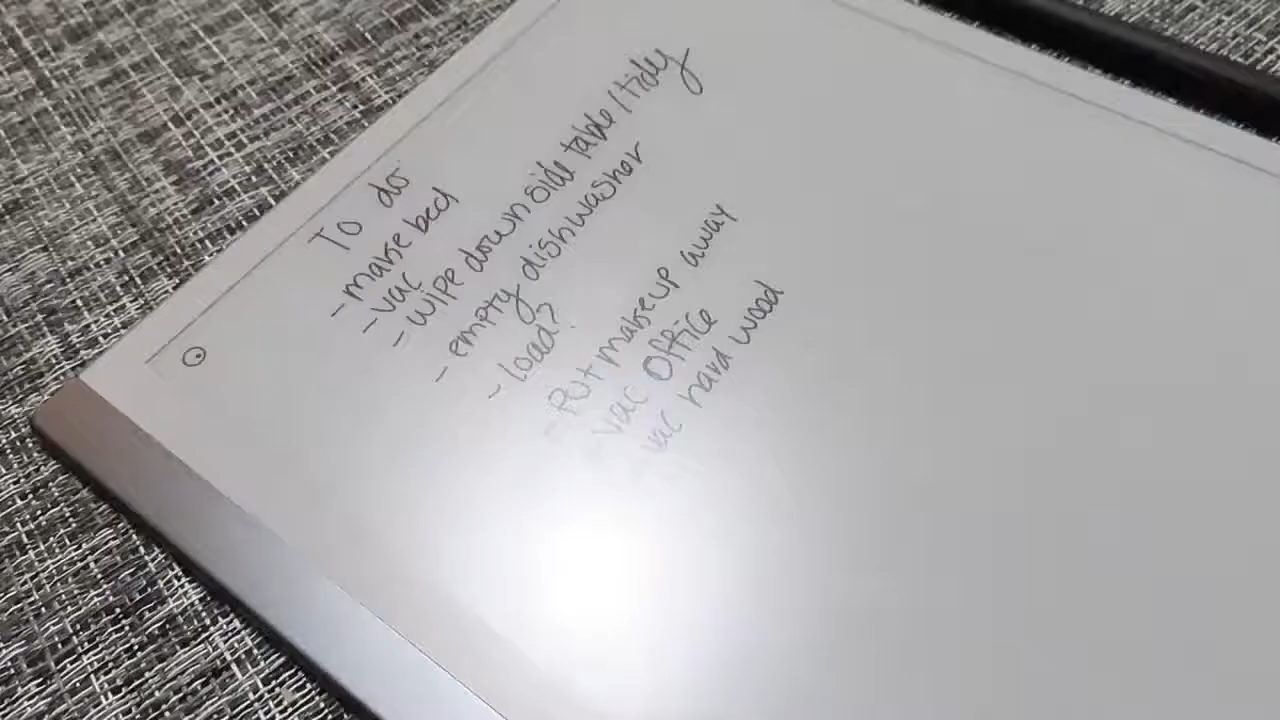 To do
- make bed
- vac
- wipe down side table / tidy
- empty dishwasher
- load?
- Put makeup away
- vac office
- vac hard wood